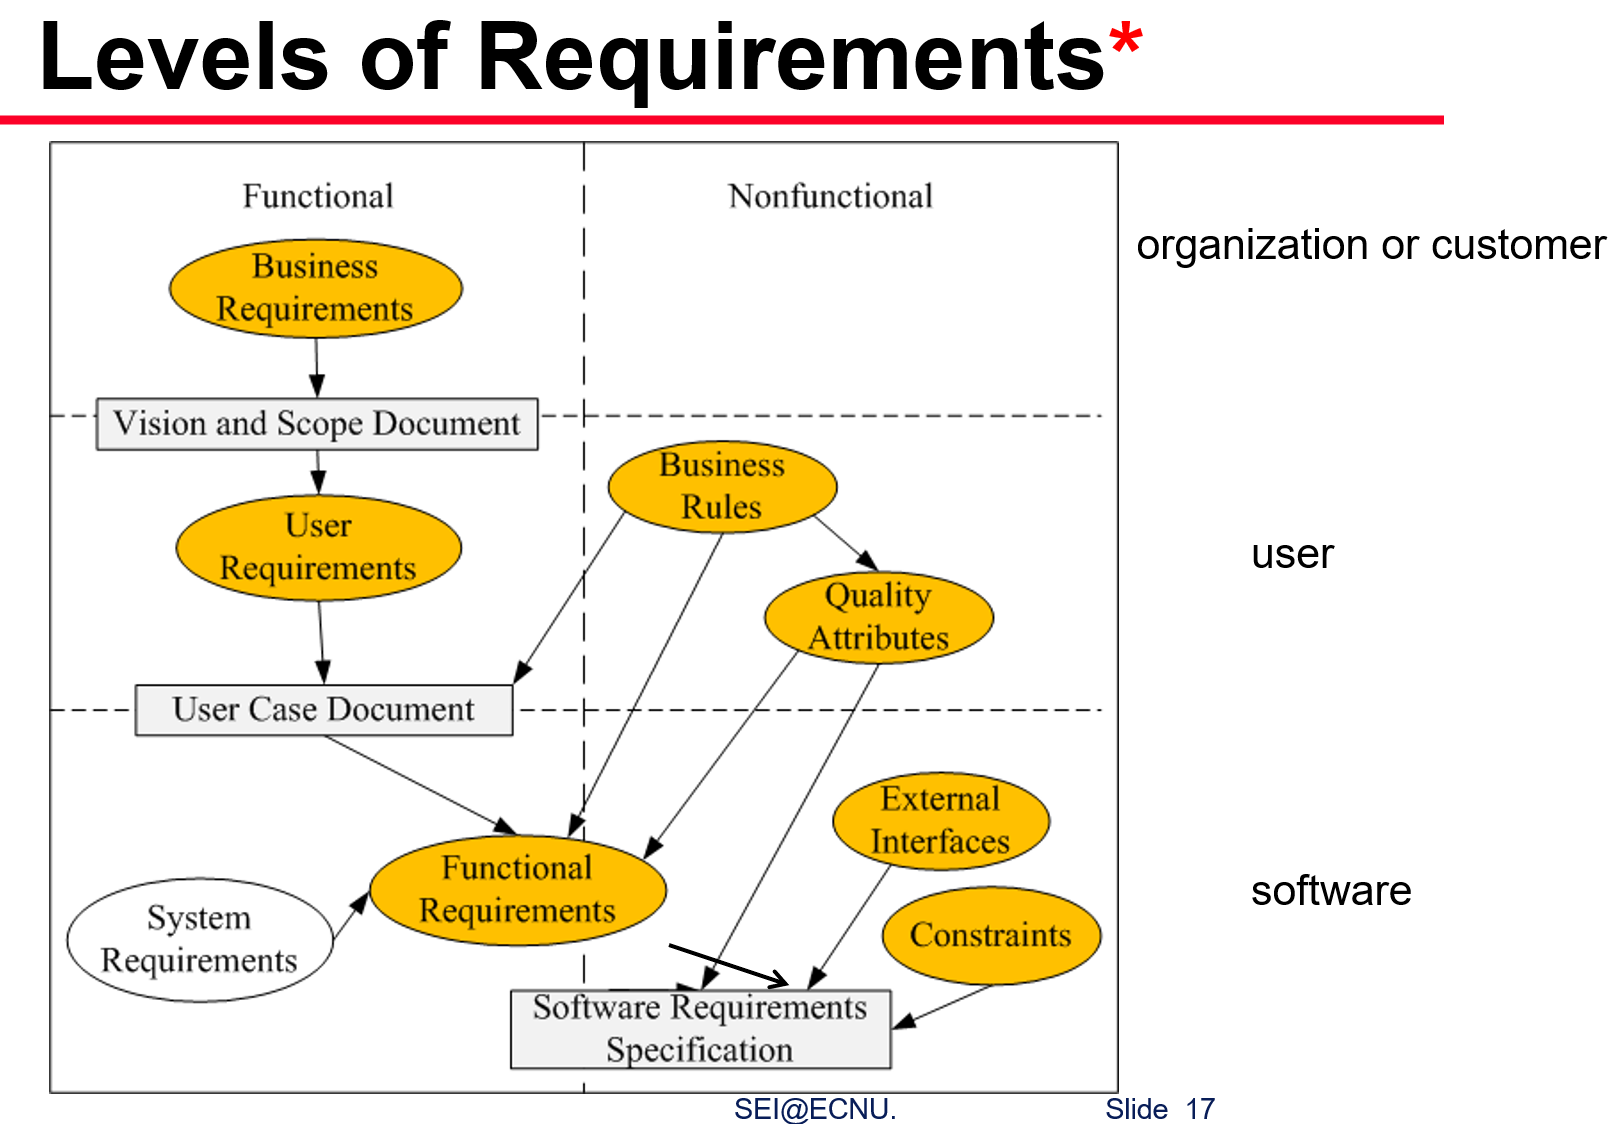 Levels of Requirements*
Functional
Nonfunctional
organization or customer
Business
Requirements
Vision and Scope Document
Business
Rules
User
Requirements
user
Quality
Attributes
User Case Document
External
Interfaces
Functional
Requirements
software
System
Requirements
Constraints
Software Requirements
Specification
SEI@ECNU.
Slide 17